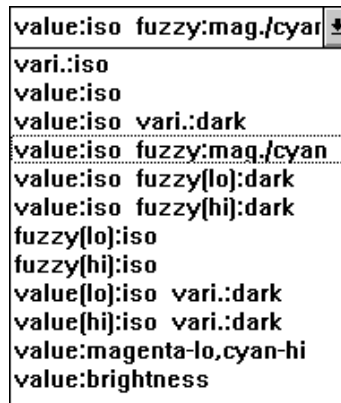 value:iso fuzzy:mag./cyar
vari.:iso
value:iso
value:iso vari.:dark
value:iso fuzzy:mag./cyan
value:iso fuzzy(lo):dark
value:iso fuzzy(hi):dark
fuzzy(lo):iso
fuzzy(hi):iso
value(lo):iso vari.:dark
value(hi):iso vari.:dark
value:magenta-lo,cyan-hi
value:brightness